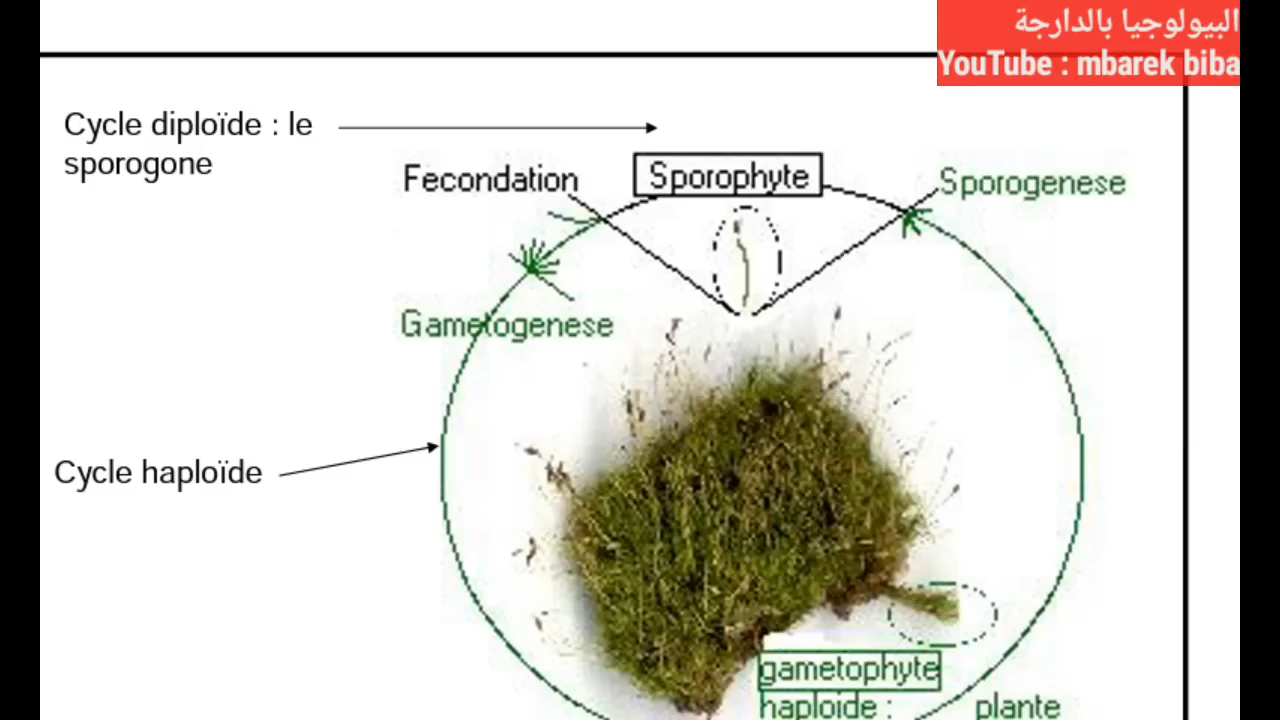 البيولوجيا بالدارجة
YouTube : mbarek biba
Cycle diploïde : le
sporogone
Fecondation
Sporophyte
Sporogenese
Gametogenese
Cycle haploïde
gametophyte
haploide : plante